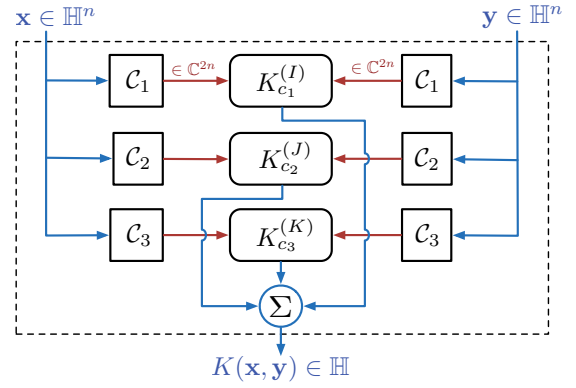 𝐱 ∈ ℍⁿ 𝐲 ∈ ℍⁿ
𝒞₁ ∈ ℂ²ⁿ K_{c₁}^{(I)} ∈ ℂ²ⁿ 𝒞₁
𝒞₂ K_{c₂}^{(J)} 𝒞₂
𝒞₃ K_{c₃}^{(K)} 𝒞₃
Σ
K(𝐱, 𝐲) ∈ ℍ